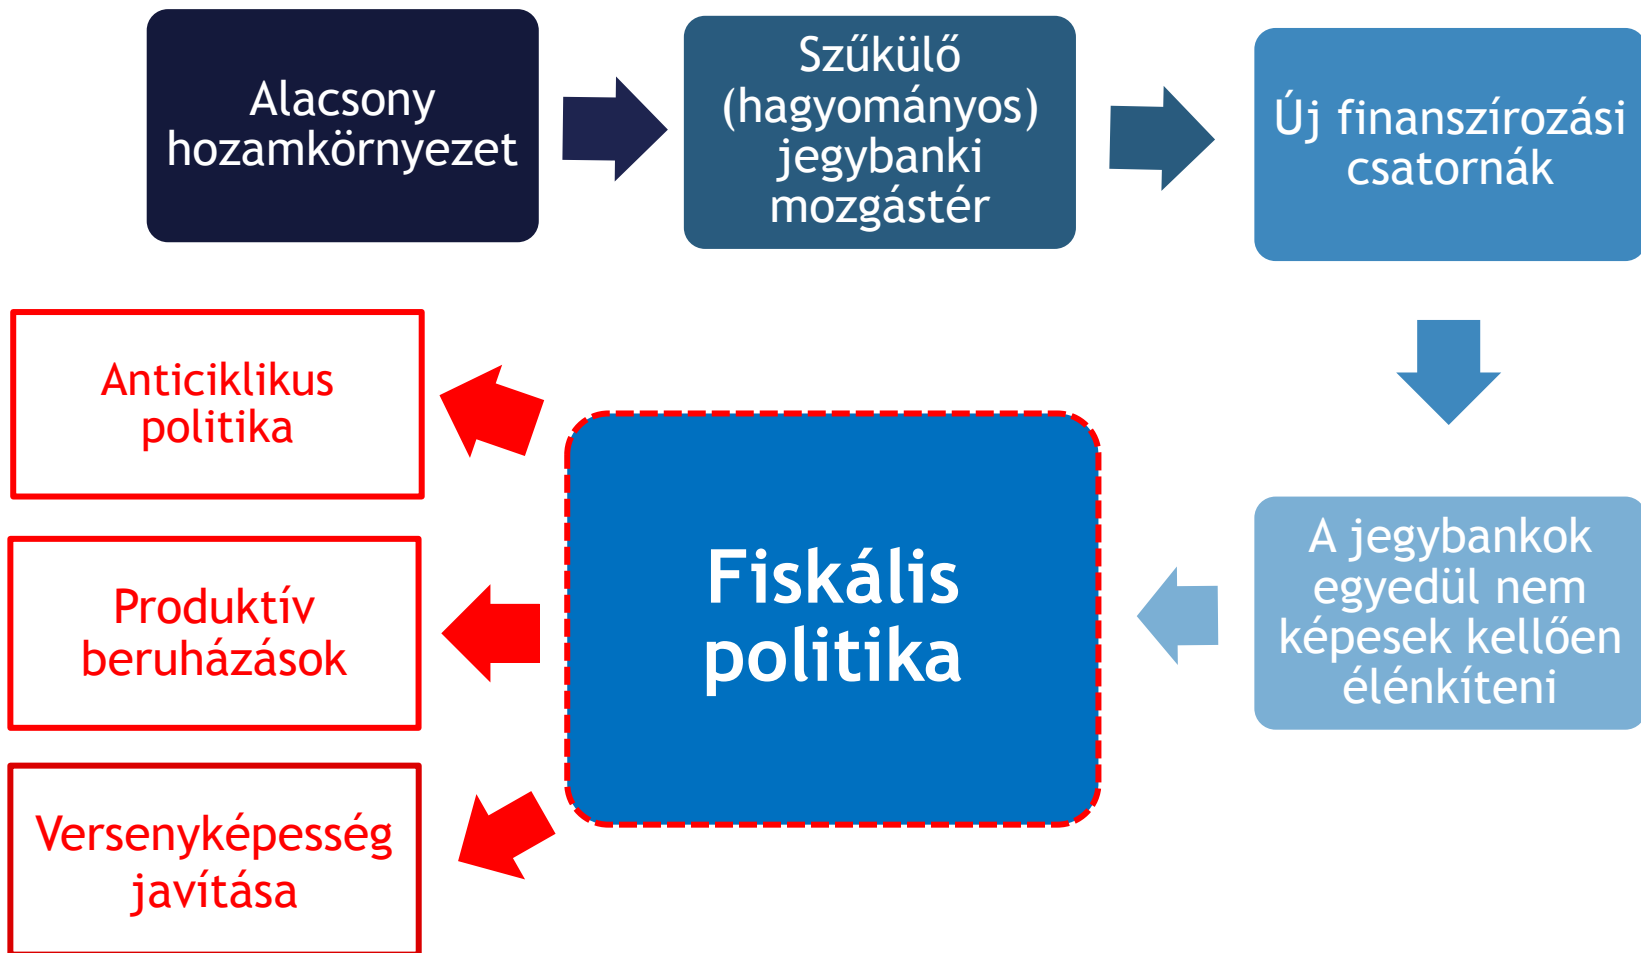 Alacsony
hozamkörnyezet
Szűkülő
(hagyományos)
jegybanki
mozgástér
Új finanszírozási
csatornák
A jegybankok
egyedül nem
képesek kellően
élénkíteni
Fiskális
politika
Anticiklikus
politika
Produktív
beruházások
Versenyképesség
javítása